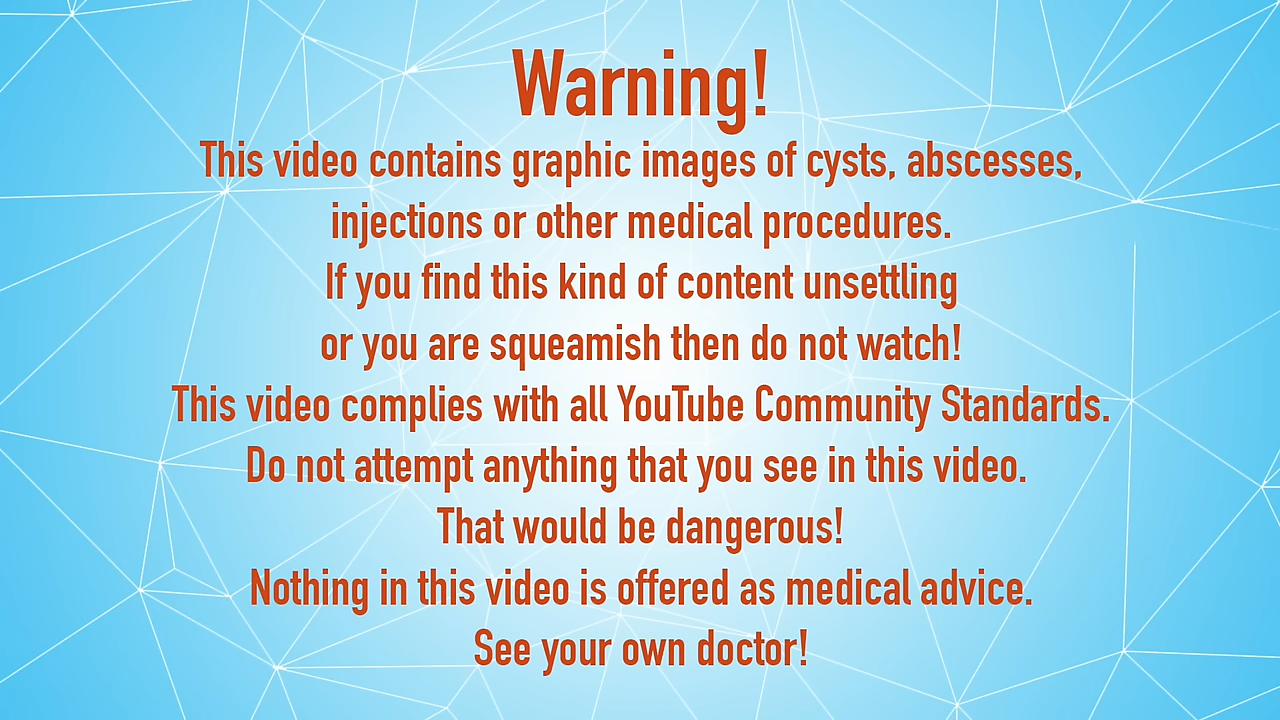 Warning!
This video contains graphic images of cysts, abscesses,
injections or other medical procedures.
If you find this kind of content unsettling
or you are squeamish then do not watch!
This video complies with all YouTube Community Standards.
Do not attempt anything that you see in this video.
That would be dangerous!
Nothing in this video is offered as medical advice.
See your own doctor!